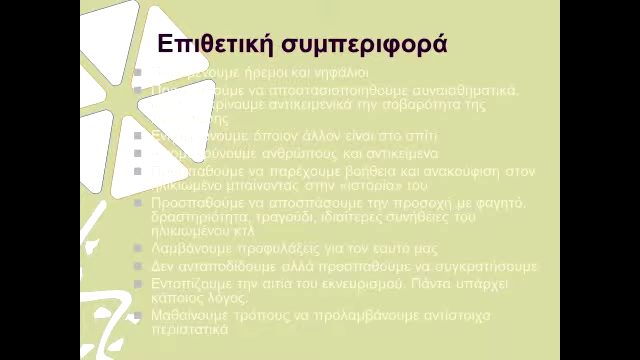 Επιθετική συμπεριφορά
ήρεμοι και νηφάλιοι
να αποστασιοποιηθούμε συναισθηματικά,
αντικειμενικά την σοβαρότητα της
όποιον άλλον είναι στο σπίτι
ανθρώπους και αντικείμενα
να παρέχουμε βοήθεια και ανακούφιση στον
ηλικιωμένο μπαίνοντας στην «ιστορία» του
Προσπαθούμε να αποσπάσουμε την προσοχή με φαγητό,
δραστηριότητα, τραγούδι, ιδιαίτερες συνήθειες του
ηλικιωμένου κτλ
Λαμβάνουμε προφυλάξεις για τον εαυτό μας
Δεν ανταποδίδουμε αλλά προσπαθούμε να συγκρατήσουμε
Εντοπίζουμε την αιτία του εκνευρισμού. Πάντα υπάρχει
κάποιος λόγος.
Μαθαίνουμε τρόπους να προλαμβάνουμε αντίστοιχα
περιστατικά